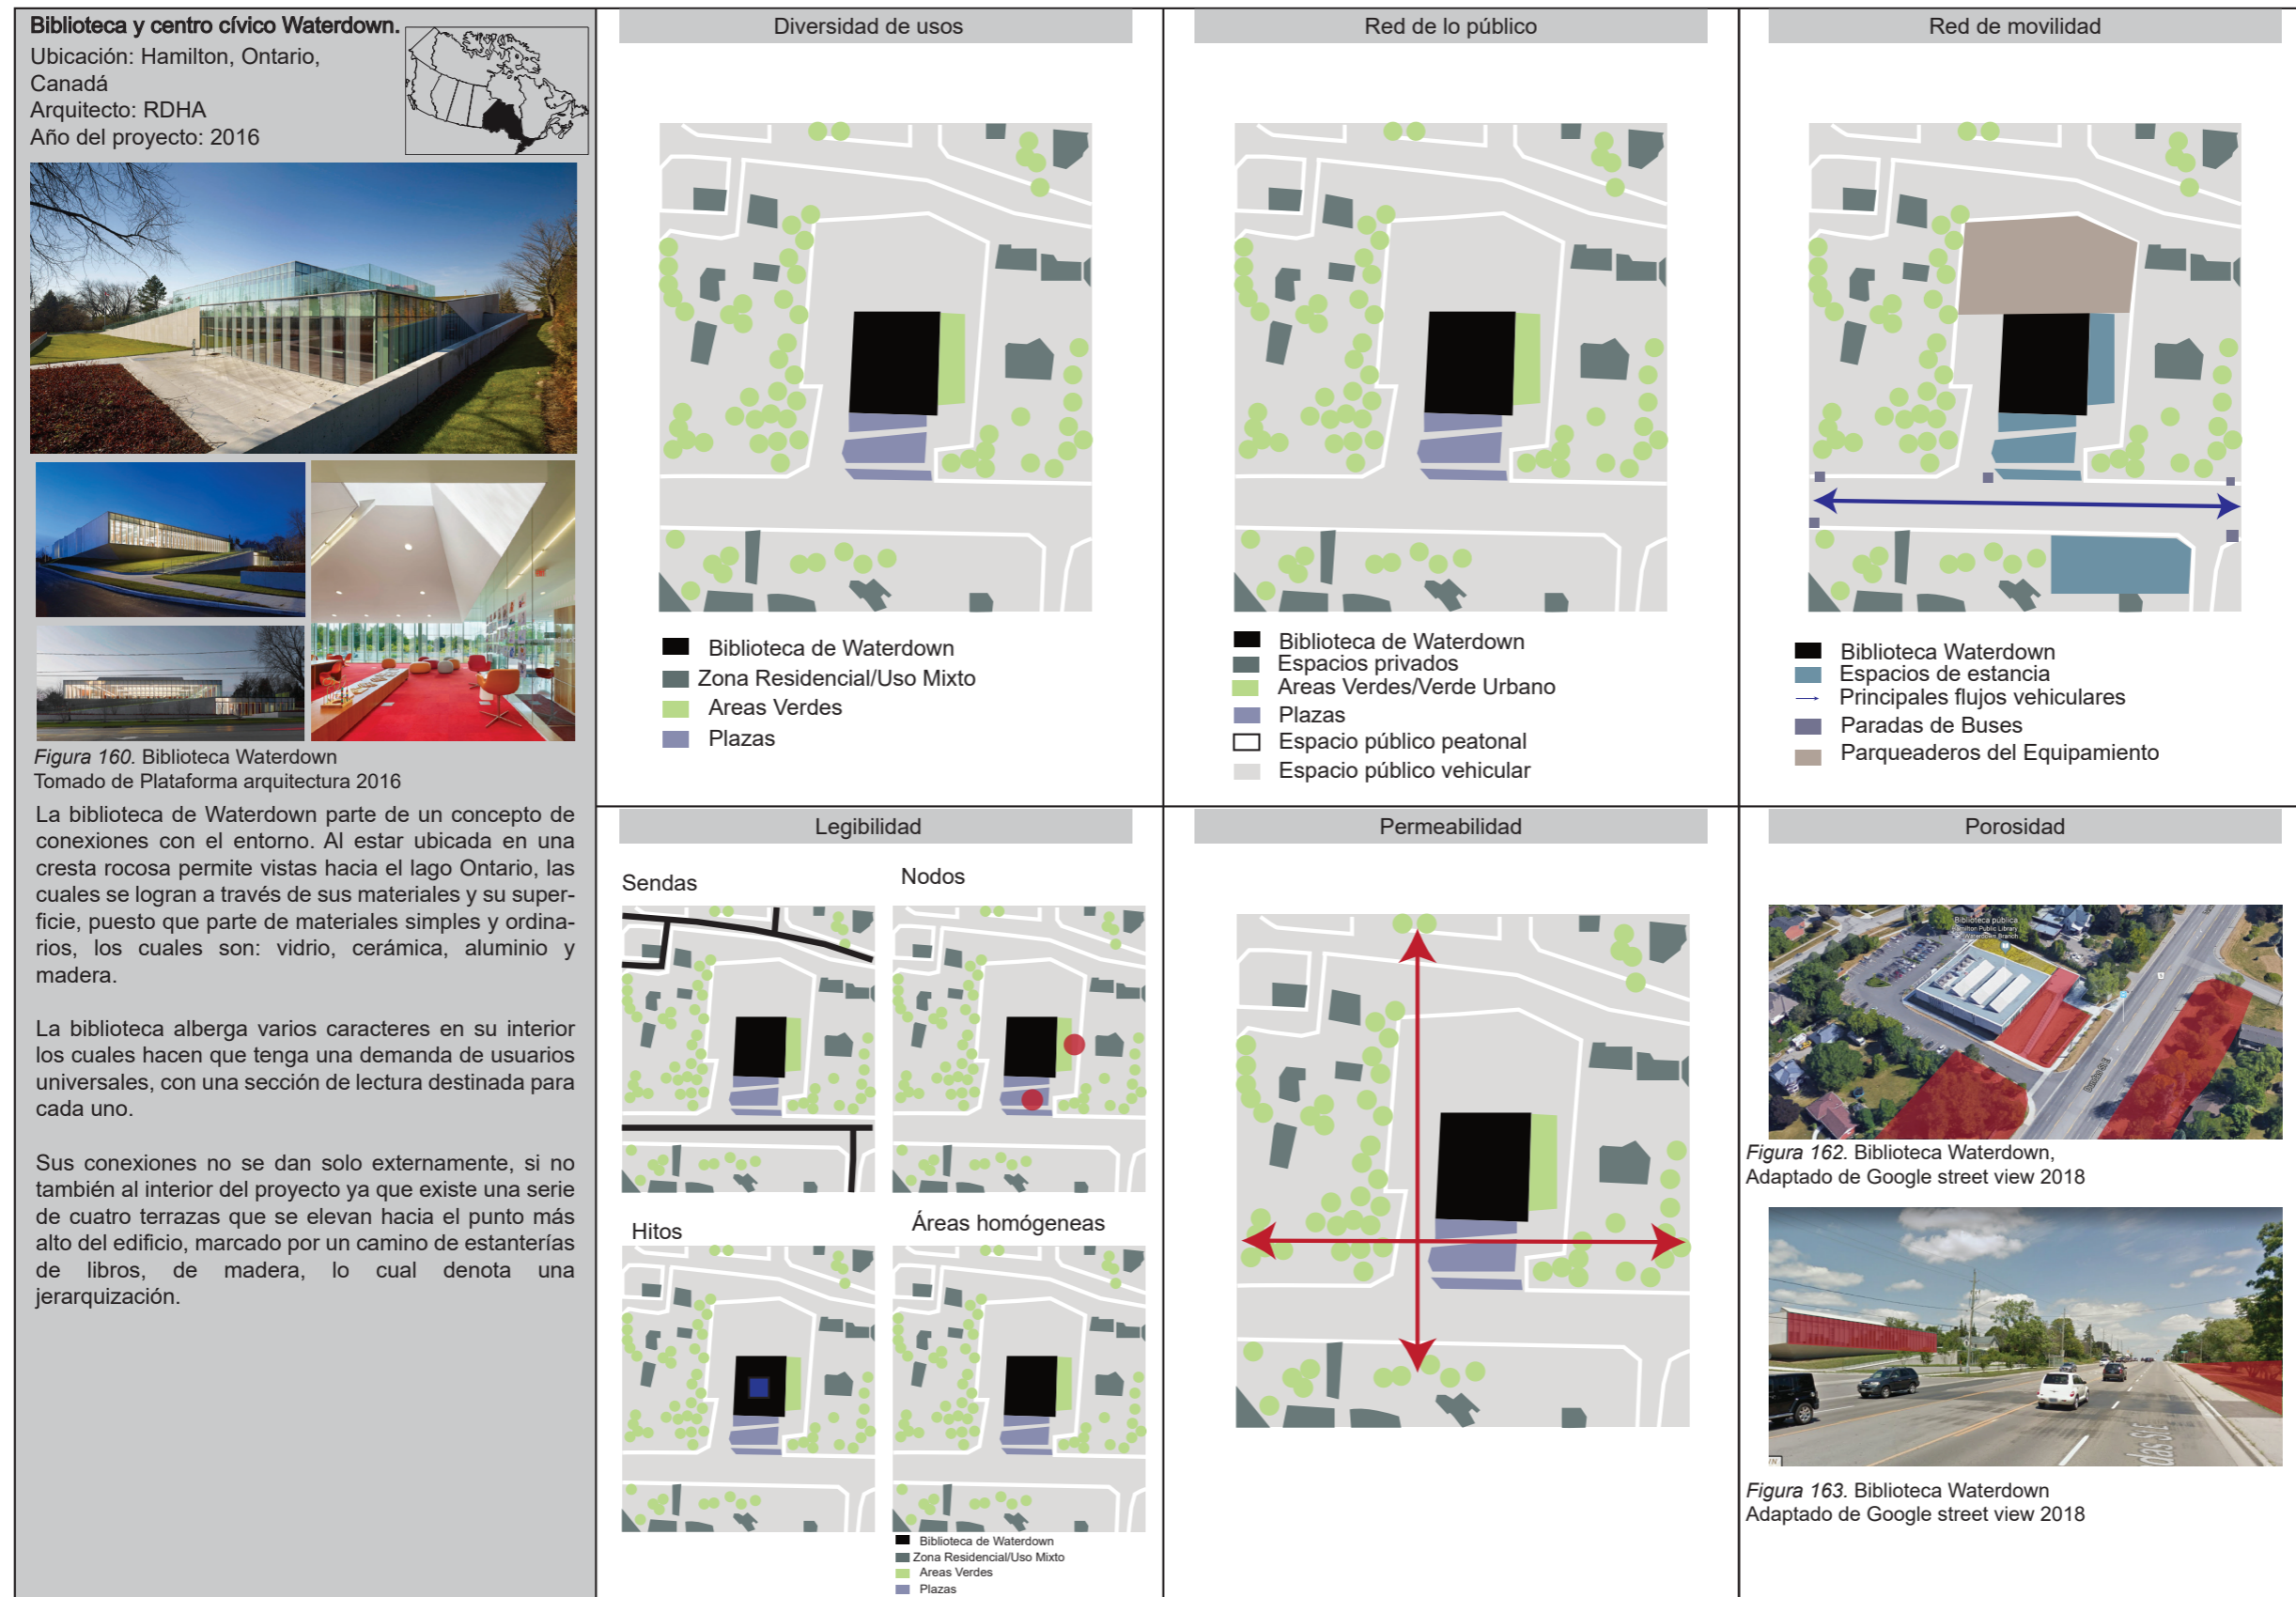 Biblioteca y centro cívico Waterdown.
Ubicación: Hamilton, Ontario,
Canadá
Arquitecto: RDHA
Año del proyecto: 2016
Figura 160. Biblioteca Waterdown
Tomado de Plataforma arquitectura 2016
La biblioteca de Waterdown parte de un concepto de
conexiones con el entorno. Al estar ubicada en una
cresta rocosa permite vistas hacia el lago Ontario, las
cuales se logran a través de sus materiales y su super-
ficie, puesto que parte de materiales simples y ordina-
rios, los cuales son: vidrio, cerámica, aluminio y
madera.
La biblioteca alberga varios caracteres en su interior
los cuales hacen que tenga una demanda de usuarios
universales, con una sección de lectura destinada para
cada uno.
Sus conexiones no se dan solo externamente, si no
también al interior del proyecto ya que existe una serie
de cuatro terrazas que se elevan hacia el punto más
alto del edificio, marcado por un camino de estanterías
de libros, de madera, lo cual denota una
jerarquización.
Diversidad de usos
Biblioteca de Waterdown
Zona Residencial/Uso Mixto
Areas Verdes
Plazas
Red de lo público
Biblioteca de Waterdown
Espacios privados
Areas Verdes/Verde Urbano
Plazas
Espacio público peatonal
Espacio público vehicular
Red de movilidad
Biblioteca Waterdown
Espacios de estancia
Principales flujos vehiculares
Paradas de Buses
Parqueaderos del Equipamiento
Legibilidad
Sendas
Nodos
Hitos
Áreas homógeneas
Biblioteca de Waterdown
Zona Residencial/Uso Mixto
Areas Verdes
Plazas
Permeabilidad
Porosidad
Biblioteca pública
Hamilton Public Library
Waterdown Branch
Dundas St E
Figura 162. Biblioteca Waterdown,
Adaptado de Google street view 2018
das St E
Figura 163. Biblioteca Waterdown
Adaptado de Google street view 2018